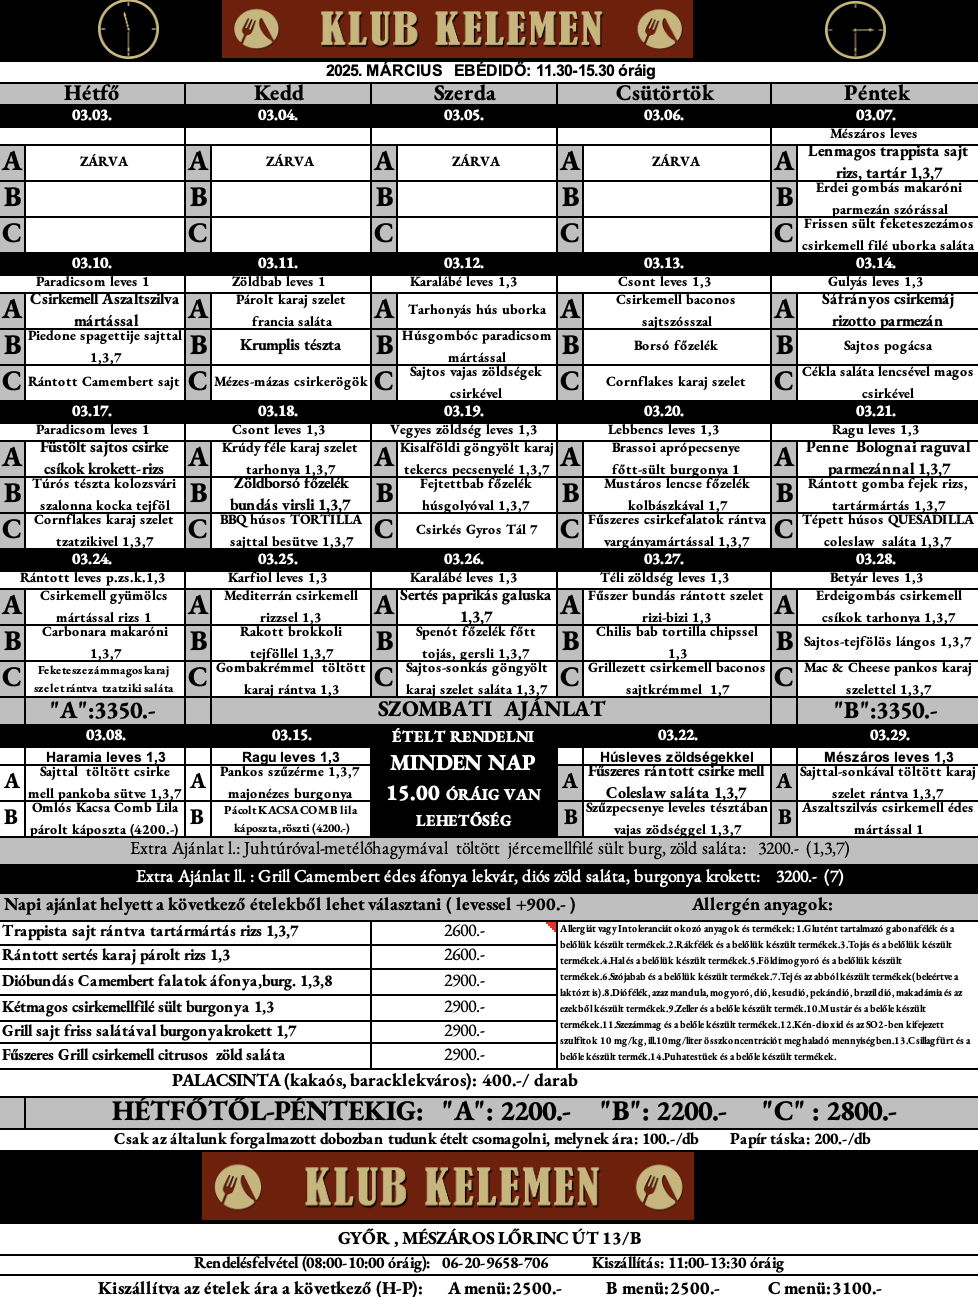 KLUB KELEMEN
2025. MÁRCIUS EBÉDIDŐ: 11.30-15.30 óráig
Hétfő Kedd Szerda Csütörtök Péntek
03.03. 03.04. 03.05. 03.06. 03.07.
Mészáros leves
A ZÁRVA A ZÁRVA A ZÁRVA A ZÁRVA A Lenmagos trappista sajt
rizs, tartár 1,3,7
B B B B B Erdei gombás makaróni
parmezán szórással
C C C C C Frissen sült feketeszezámos
csirkemell filé uborka saláta
03.10. 03.11. 03.12. 03.13. 03.14.
Paradicsom leves 1 Zöldbab leves 1 Karalábé leves 1,3 Csont leves 1,3 Gulyás leves 1,3
A Csirkemell Aszaltszilva
mártással
A Párolt karaj szelet
francia saláta
A Tarhonyás hús uborka
A Csirkemell baconos
sajtszósszal
A Sáfrányos csirkemáj
rizotto parmezán
B Piedone spagettije sajttal
1,3,7
B Krumplis tészta
B Húsgombóc paradicsom
mártással
B Borsó főzelék
B Sajtos pogácsa
C Rántott Camembert sajt
C Mézes-mázas csirkerögök
C Sajtos vajas zöldségek
csirkével
C Cornflakes karaj szelet
C Cékla saláta lencsével magos
csirkével
03.17. 03.18. 03.19. 03.20. 03.21.
Paradicsom leves 1 Csont leves 1,3 Vegyes zöldség leves 1,3 Lebbencs leves 1,3 Ragu leves 1,3
A Füstölt sajtos csirke
csíkok krokett-rizs
A Krúdy féle karaj szelet
tarhonya 1,3,7
A Kisalföldi göngyölt karaj
tekercs pecsenyelé 1,3,7
A Brassoi aprópecsenye
főtt-sült burgonya 1
A Penne Bolognai raguval
parmezánnal 1,3,7
B Túrós tészta kolozsvári
szalonna kocka tejföl
B Zöldborsó főzelék
bundás virsli 1,3,7
B Fejtettbab főzelék
húsgolyóval 1,3,7
B Mustáros lencse főzelék
kolbászkával 1,7
B Rántott gomba fejek rizs,
tartármártás 1,3,7
C Cornflakes karaj szelet
tzatzikivel 1,3,7
C BBQ húsos TORTILLA
sajttal besütve 1,3,7
C Csirkés Gyros Tál 7
C Fűszeres csirkefalatok rántva
vargányamártással 1,3,7
C Tépett húsos QUESADILLA
coleslaw saláta 1,3,7
03.24. 03.25. 03.26. 03.27. 03.28.
Rántott leves p.zs.k.1,3 Karfiol leves 1,3 Karalábé leves 1,3 Téli zöldség leves 1,3 Betyár leves 1,3
A Csirkemell gyümölcs
mártással rizs 1
A Mediterrán csirkemell
rizzsel 1,3
A Sertés paprikás galuska
1,3,7
A Fűszer bundás rántott szelet
rizi-bizi 1,3
A Erdeigombás csirkemell
csíkok tarhonya 1,3,7
B Carbonara makaróni
1,3,7
B Rakott brokkoli
tejföllel 1,3,7
B Spenót főzelék főtt
tojás, gersli 1,3,7
B Chilis bab tortilla chipssel
1,3
B Sajtos-tejfölös lángos 1,3,7
C Feketeszezámmagos karaj
szelet rántva tzatziki saláta
C Gombakrémmel töltött
karaj rántva 1,3
C Sajtos-sonkás göngyölt
karaj szelet saláta 1,3,7
C Grillezett csirkemell baconos
sajtkrémmel 1,7
C Mac & Cheese pankos karaj
szelettel 1,3,7
"A":3350.- SZOMBATI AJÁNLAT "B":3350.-
03.08. 03.15. 03.22. 03.29.
Haramia leves 1,3 Ragu leves 1,3 Húsleves zöldségekkel Mészáros leves 1,3
A Sajttal töltött csirke
mell pankoba sütve 1,3,7
A Pankos szűzérme 1,3,7
majonézes burgonya
A Fűszeres rántott csirke mell
Coleslaw saláta 1,3,7
A Sajttal-sonkával töltött karaj
szelet rántva 1,3,7
B Omlós Kacsa Comb Lila
párolt káposzta (4200.-)
B Pácolt KACSA COMB lila
káposzta,röszti (4200.-)
B Szűzpecsenye leveles tésztában
vajas zödséggel 1,3,7
B Aszaltszilvás csirkemell édes
mártással 1
ÉTELT RENDELNI
MINDEN NAP
15.00 ÓRÁIG VAN
LEHETŐSÉG
Extra Ajánlat l.: Juhtúróval-metélőhagymával töltött jércemellfilé sült burg, zöld saláta: 3200.- (1,3,7)
Extra Ajánlat ll. : Grill Camembert édes áfonya lekvár, diós zöld saláta, burgonya krokett: 3200.- (7)
Napi ajánlat helyett a következő ételekből lehet választani ( levessel +900.- ) Allergén anyagok:
Trappista sajt rántva tartármártás rizs 1,3,7 2600.-
Rántott sertés karaj párolt rizs 1,3 2600.-
Dióbundás Camembert falatok áfonya,burg. 1,3,8 2900.-
Kétmagos csirkemellfilé sült burgonya 1,3 2900.-
Grill sajt friss salátával burgonyakrokett 1,7 2900.-
Fűszeres Grill csirkemell citrusos zöld saláta 2900.-
Allergiát vagy Intoleranciát okozó anyagok és termékek: 1.Glutént tartalmazó gabonafélék és a
belőlük készült termékek.2.Rákfélék és a belőlük készült termékek.3.Tojás és a belőlük készült
termékek.4.Hal és a belőlük készült termékek.5.Földimogyoró és a belőlük készült
termékek.6.Szójabab és a belőlük készült termékek.7.Tej és az abból készült termékek(beleértve a
laktózt is).8.Diófélék, azaz mandula, mogyoró, dió, kesudió, pekándió, brazil dió, makadámia és az
ezekből készült termékek.9.Zeller és a belőle készült termék.10.Mustár és a belőle készült
termékek.11.Szezámmag és a belőle készült termékek.12.Kén-dioxid és az SO2-ben kifejezett
szulfitok 10 mg/kg, ill.10mg/liter összkoncentrációt meghaladó mennyiségben.13.Csillagfürt és a
belőle készült termék.14.Puhatestűek és a belőle készült termékek.
PALACSINTA (kakaós, baracklekváros): 400.-/ darab
HÉTFŐTŐL-PÉNTEKIG: "A": 2200.- "B": 2200.- "C" : 2800.-
Csak az általunk forgalmazott dobozban tudunk ételt csomagolni, melynek ára: 100.-/db Papír táska: 200.-/db
KLUB KELEMEN
GYŐR , MÉSZÁROS LŐRINC ÚT 13/B
Rendelésfelvétel (08:00-10:00 óráig): 06-20-9658-706 Kiszállítás: 11:00-13:30 óráig
Kiszállítva az ételek ára a következő (H-P): A menü:2500.- B menü:2500.- C menü:3100.-